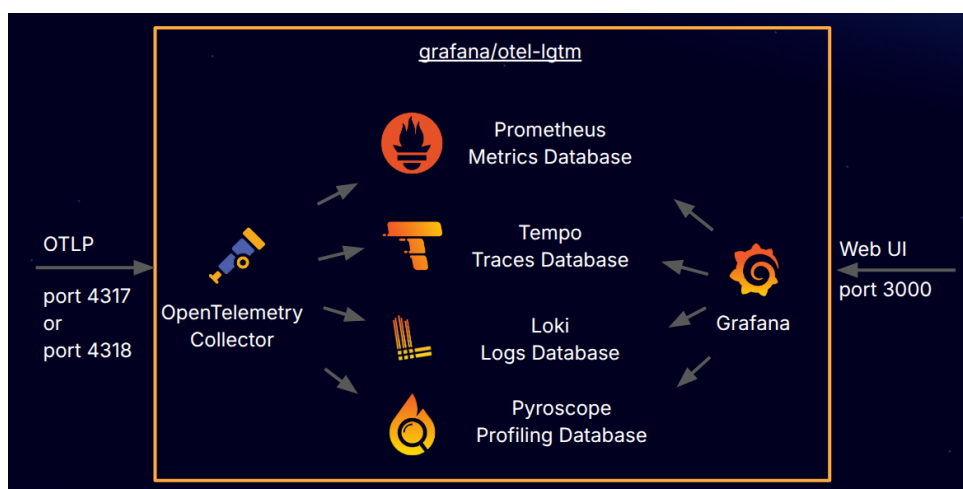 grafana/otel-lgtm
Prometheus
Metrics Database
OTLP
port 4317
or
port 4318
OpenTelemetry
Collector
Tempo
Traces Database
Loki
Logs Database
Pyroscope
Profiling Database
Grafana
Web UI
port 3000